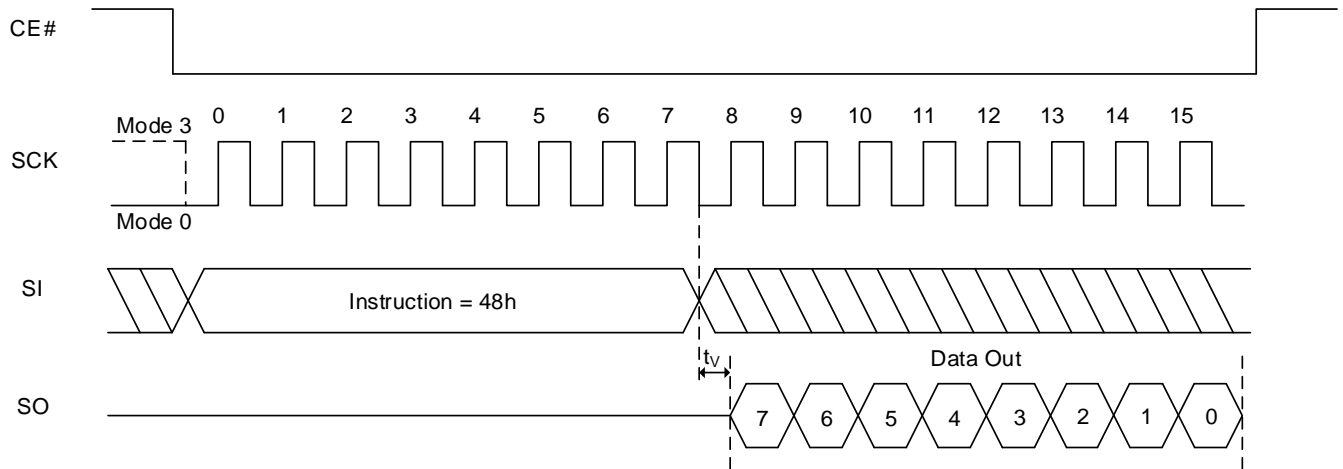 CE#
0 1 2 3 4 5 6 7 8 9 10 11 12 13 14 15
Mode 3
SCK
Mode 0
SI
Instruction = 48h
tV
Data Out
SO
7 6 5 4 3 2 1 0